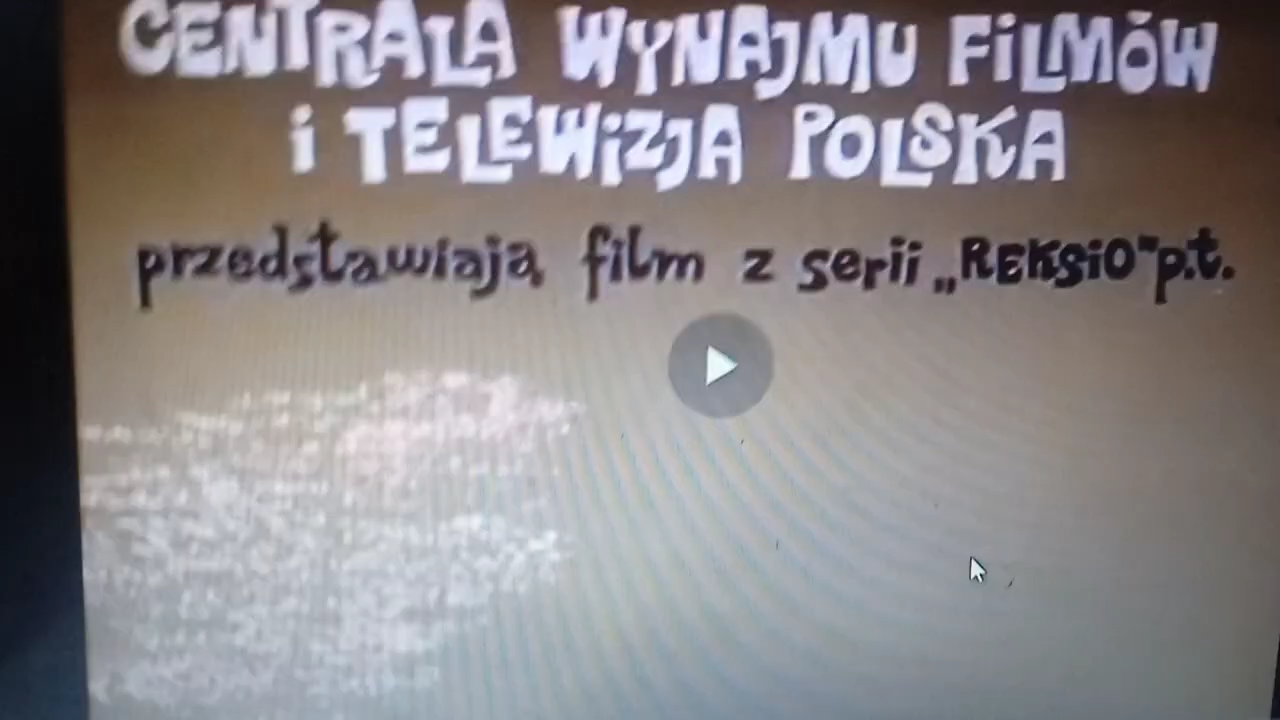 CENTRALA WYNAJMU FiLMÓW
i TELEWiZJA POLSKA
przedstawiają film z serii „REKSiO" p.t.